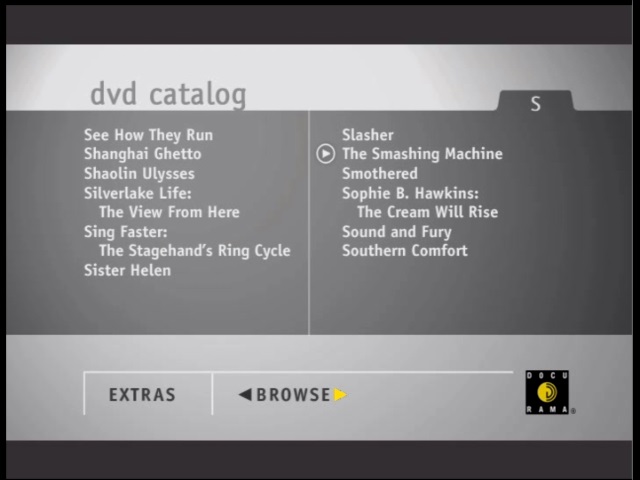 dvd catalog
S
See How They Run
Shanghai Ghetto
Shaolin Ulysses
Silverlake Life:
The View From Here
Sing Faster:
The Stagehand's Ring Cycle
Sister Helen
Slasher
The Smashing Machine
Smothered
Sophie B. Hawkins:
The Cream Will Rise
Sound and Fury
Southern Comfort
EXTRAS
BROWSE
DOCU
RAMA®